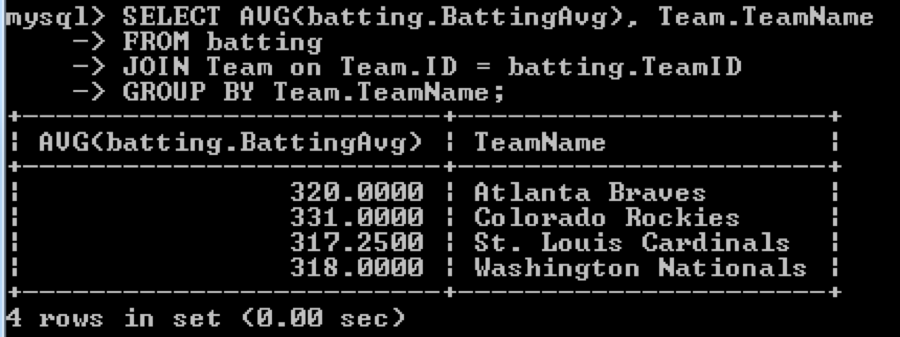 mysql> SELECT AVG(batting.BattingAvg), Team.TeamName
    -> FROM batting
    -> JOIN Team on Team.ID = batting.TeamID
    -> GROUP BY Team.TeamName;
+-------------------------+----------------------+
| AVG(batting.BattingAvg) | TeamName             |
+-------------------------+----------------------+
|                320.0000 | Atlanta Braves       |
|                331.0000 | Colorado Rockies     |
|                317.2500 | St. Louis Cardinals  |
|                318.0000 | Washington Nationals |
+-------------------------+----------------------+
4 rows in set (0.00 sec)